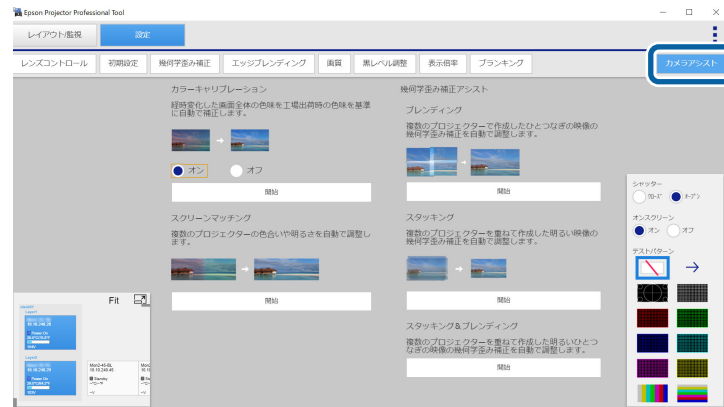 Epson Projector Professional Tool
レイアウト/監視
設定
レンズコントロール
初期設定
幾何学歪み補正
エッジブレンディング
画質
黒レベル調整
表示倍率
ブランキング
カメラアシスト
カラーキャリブレーション
経時変化した画面全体の色味を工場出荷時の色味を基準
に自動で補正します。
オン
オフ
開始
スクリーンマッチング
複数のプロジェクターの色合いや明るさを自動で調整し
ます。
開始
幾何学歪み補正アシスト
ブレンディング
複数のプロジェクターで作成したひとつなぎの映像の
幾何学歪み補正を自動で調整します。
開始
スタッキング
複数のプロジェクターを重ねて作成した明るい映像の
幾何学歪み補正を自動で調整します。
開始
スタッキング&ブレンディング
複数のプロジェクターを重ねて作成した明るいひとつ
なぎの映像の幾何学歪み補正を自動で調整します。
開始
シャッター
クローズ
オープン
オンスクリーン
オン
オフ
テストパターン
Fit
Power On
Power On
Mon2-45-BL
Standby